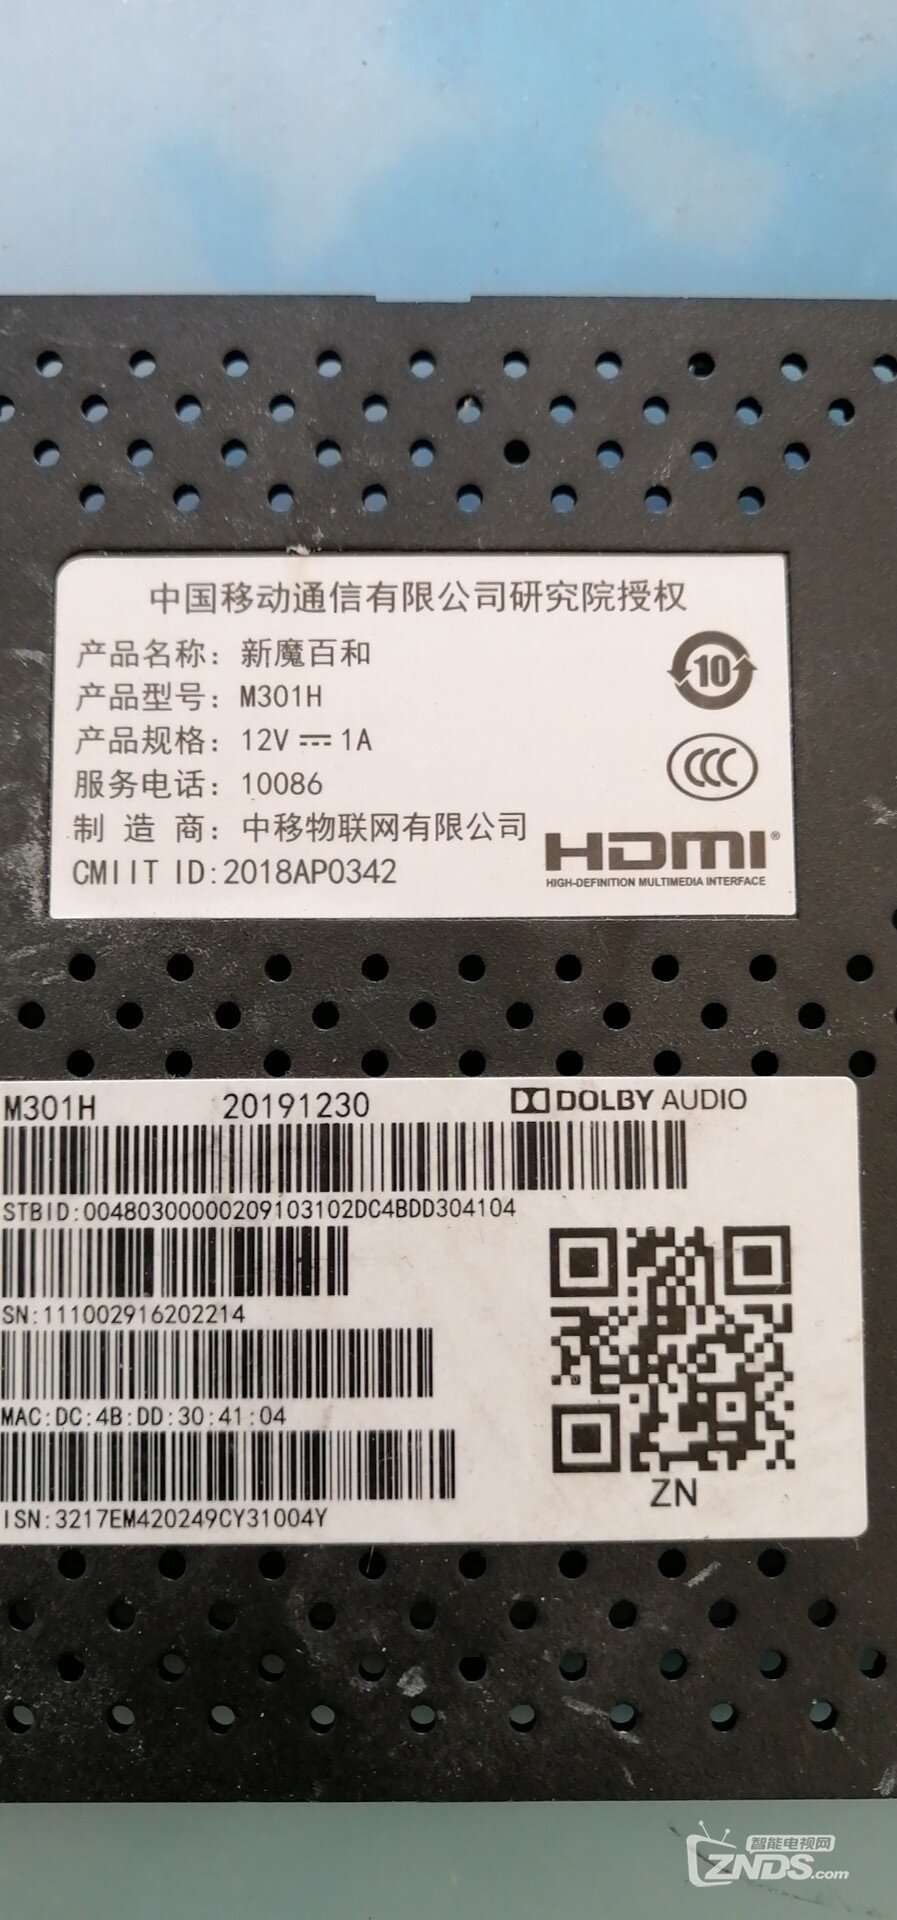 中国移动通信有限公司研究院授权
产品名称：新魔百和
产品型号：M301H
10
产品规格：12V ⎓ 1A
服务电话：10086
CCC
制造商：中移物联网有限公司
HDMI®
HIGH-DEFINITION MULTIMEDIA INTERFACE
CMIIT ID:2018AP0342
M301H 20191230 DOLBY AUDIO
STBID:00480300000209103102DC4BDD304104
SN:111002916202214
MAC:DC:4B:DD:30:41:04
ZN
ISN:3217EM420249CY31004Y
智能电视网
ZNDS.com